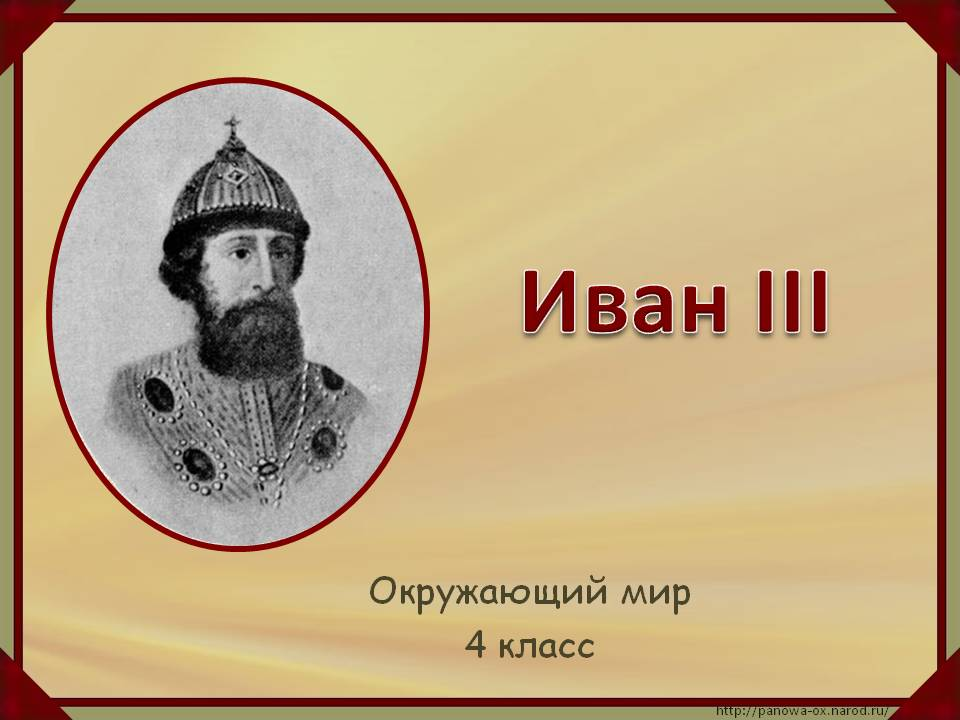 Иван III
Окружающий мир
4 класс
http://panowa-ox.narod.ru/